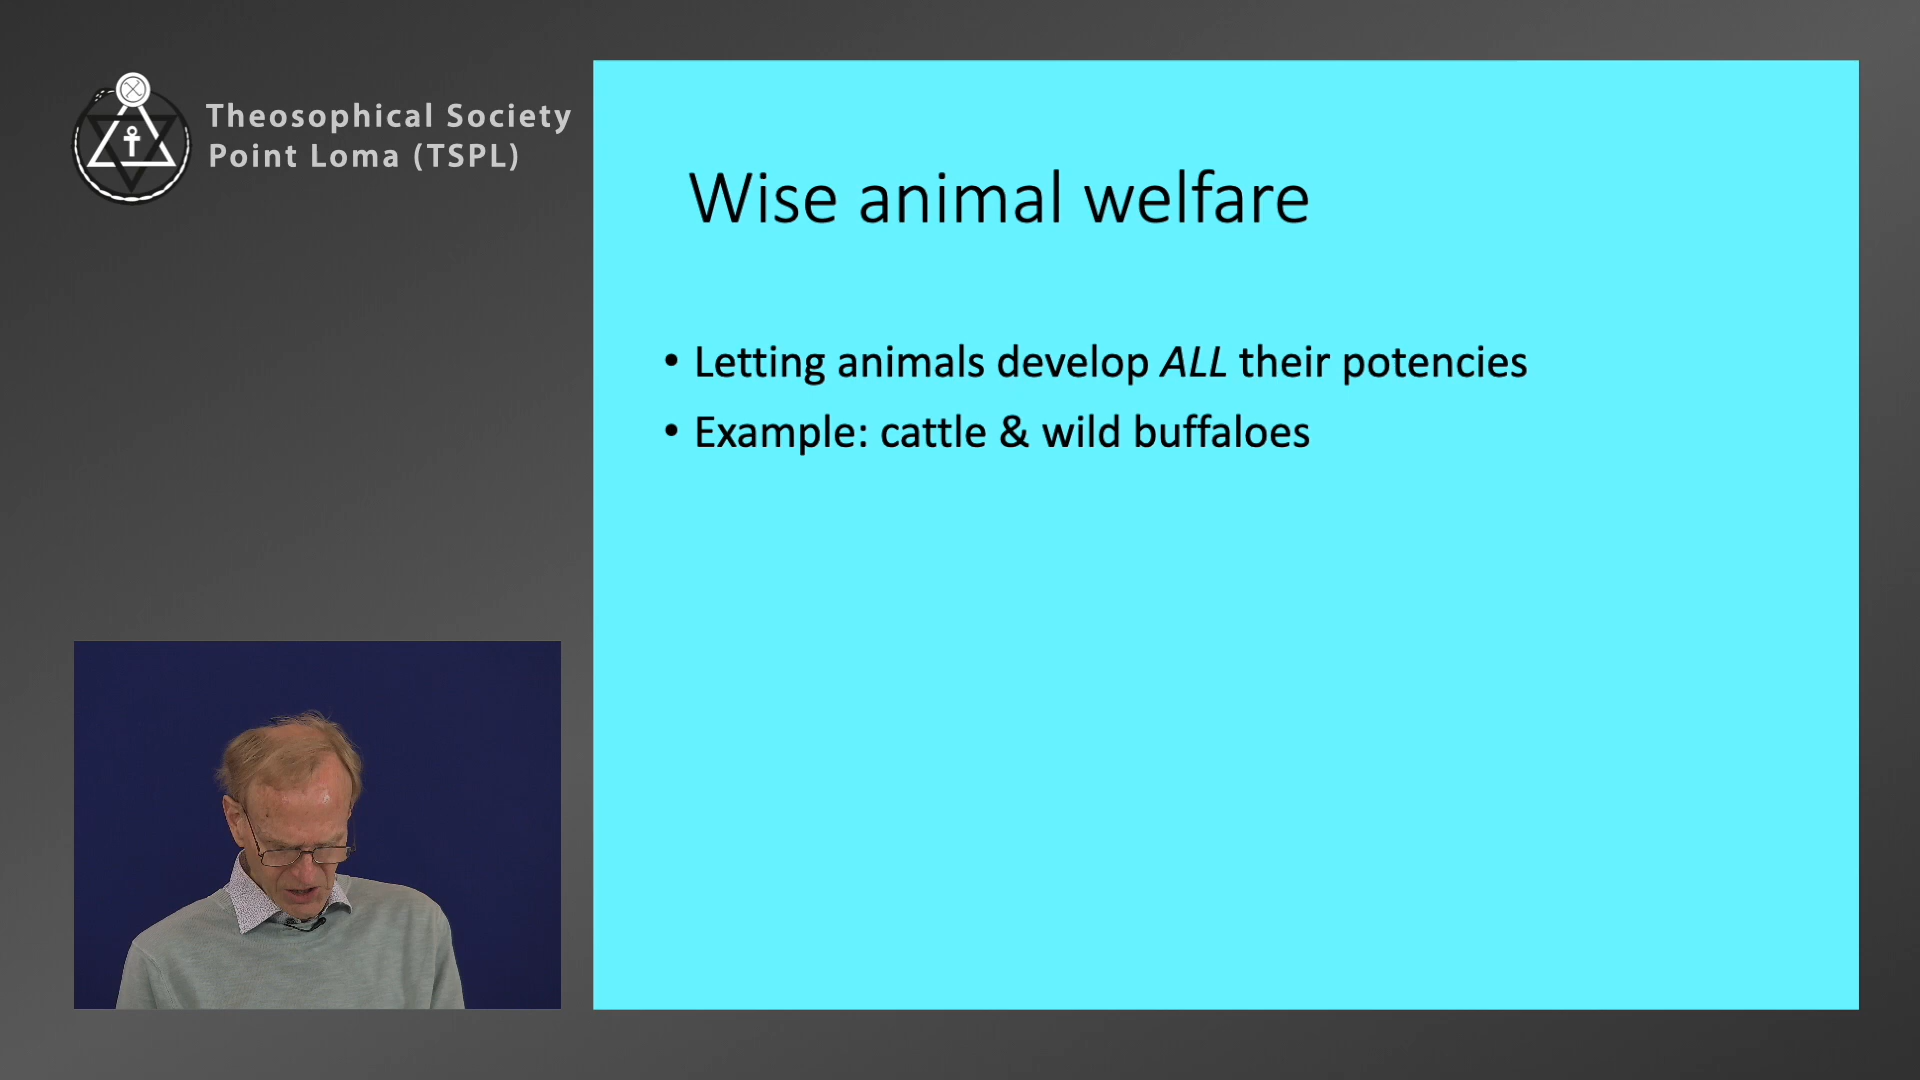 Theosophical Society
Point Loma (TSPL)
Wise animal welfare
• Letting animals develop ALL their potencies
• Example: cattle & wild buffaloes